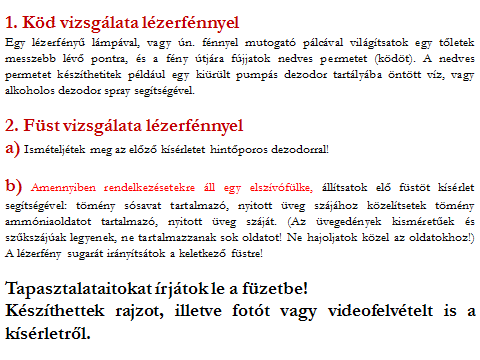 1. Köd vizsgálata lézerfénnyel
Egy lézerfényű lámpával, vagy ún. fénnyel mutogató pálcával világítsatok egy tőletek
messzebb lévő pontra, és a fény útjára fújjatok nedves permetet (ködöt). A nedves
permetet készíthetitek például egy kiürült pumpás dezodor tartályába öntött víz, vagy
alkoholos dezodor spray segítségével.
2. Füst vizsgálata lézerfénnyel
a) Ismételjétek meg az előző kísérletet hintőporos dezodorral!
b) Amennyiben rendelkezésetekre áll egy elszívófülke, állítsatok elő füstöt kísérlet
segítségével: tömény sósavat tartalmazó, nyitott üveg szájához közelítsetek tömény
ammóniaoldatot tartalmazó, nyitott üveg száját. (Az üvegedények kisméretűek és
szűkszájúak legyenek, ne tartalmazzanak sok oldatot! Ne hajoljatok közel az oldatokhoz!)
A lézerfény sugarát irányítsátok a keletkező füstre!
Tapasztalataitokat írjátok le a füzetbe!
Készíthettek rajzot, illetve fotót vagy videofelvételt is a
kísérletről.